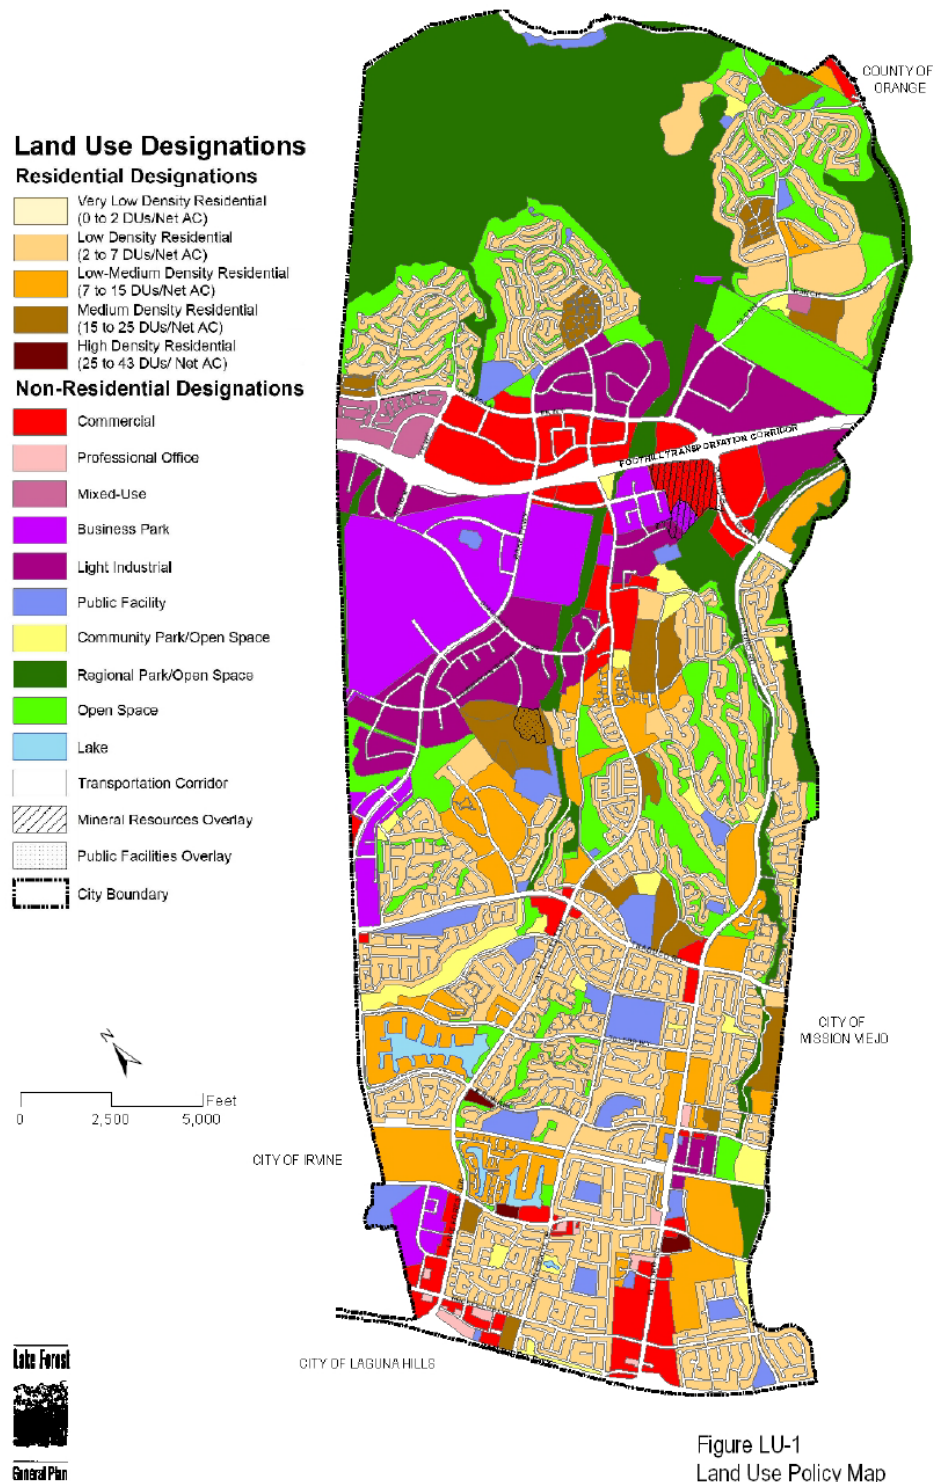 COUNTY OF
ORANGE
Land Use Designations
Residential Designations
Very Low Density Residential
(0 to 2 DUs/Net AC)
Low Density Residential
(2 to 7 DUs/Net AC)
Low-Medium Density Residential
(7 to 15 DUs/Net AC)
Medium Density Residential
(15 to 25 DUs/Net AC)
High Density Residential
(25 to 43 DUs/ Net AC)
Non-Residential Designations
Commercial
Professional Office
Mixed-Use
Business Park
Light Industrial
Public Facility
Community Park/Open Space
Regional Park/Open Space
Open Space
Lake
Transportation Corridor
Mineral Resources Overlay
Public Facilities Overlay
City Boundary
FOOTHILL TRANSPORTATION CORRIDOR
N
Feet
0 2,500 5,000
CITY OF
MISSION VIEJO
CITY OF IRVINE
CITY OF LAGUNA HILLS
Lake Forest
General Plan
Figure LU-1
Land Use Policy Map